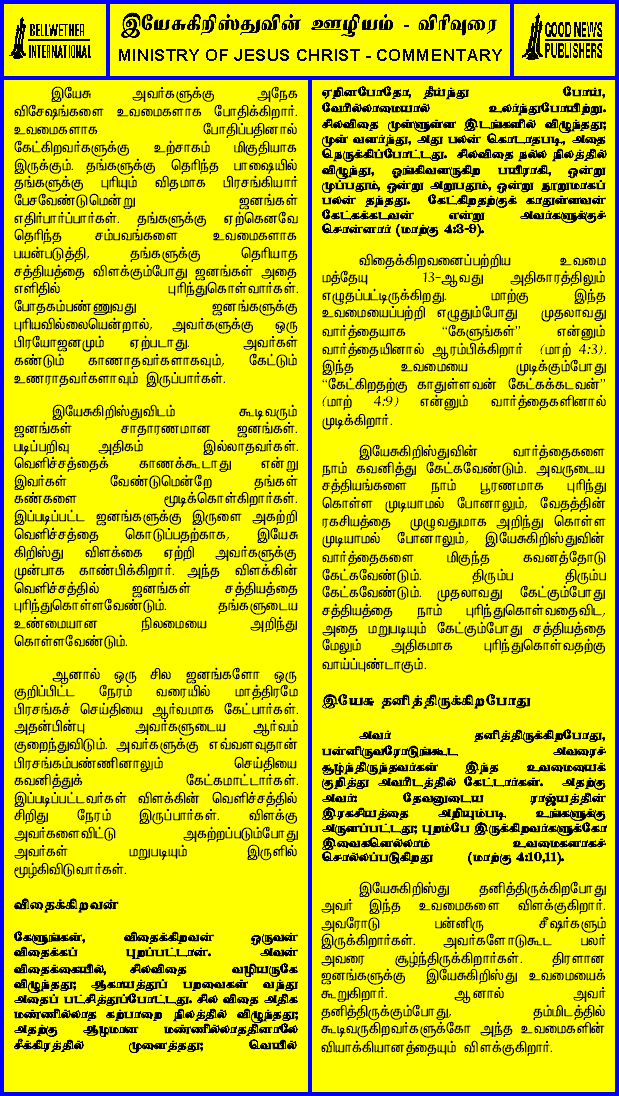 BELLWETHER
INTERNATIONAL
இயேசுகிறிஸ்துவின் ஊழியம் - விரிவுரை
MINISTRY OF JESUS CHRIST - COMMENTARY
GOOD NEWS
PUBLISHERS
இயேசு அவர்களுக்கு அநேக
விசேஷங்களை உவமைகளாக போதிக்கிறார்.
உவமைகளாக போதிப்பதினால்
கேட்கிறவர்களுக்கு உற்சாகம் மிகுதியாக
இருக்கும். தங்களுக்கு தெரிந்த பாஷையில்
தங்களுக்கு புரியும் விதமாக பிரசங்கியார்
பேசவேண்டுமென்று ஜனங்கள்
எதிர்பார்ப்பார்கள். தங்களுக்கு ஏற்கெனவே
தெரிந்த சம்பவங்களை உவமைகளாக
பயன்படுத்தி, தங்களுக்கு தெரியாத
சத்தியத்தை விளக்கும்போது ஜனங்கள் அதை
எளிதில் புரிந்துகொள்வார்கள்.
போதகம்பண்ணுவது ஜனங்களுக்கு
புரியவில்லையென்றால், அவர்களுக்கு ஒரு
பிரயோஜனமும் ஏற்படாது. அவர்கள்
கண்டும் காணாதவர்களாகவும், கேட்டும்
உணராதவர்களாவும் இருப்பார்கள்.
இயேசுகிறிஸ்துவிடம் கூடிவரும்
ஜனங்கள் சாதாரணமான ஜனங்கள்.
படிப்பறிவு அதிகம் இல்லாதவர்கள்.
வெளிச்சத்தைக் காணக்கூடாது என்று
இவர்கள் வேண்டுமென்றே தங்கள்
கண்களை மூடிக்கொள்கிறார்கள்.
இப்படிப்பட்ட ஜனங்களுக்கு இருளை அகற்றி
வெளிச்சத்தை கொடுப்பதற்காக, இயேசு
கிறிஸ்து விளக்கை ஏற்றி அவர்களுக்கு
முன்பாக காண்பிக்கிறார். அந்த விளக்கின்
வெளிச்சத்தில் ஜனங்கள் சத்தியத்தை
புரிந்துகொள்ளவேண்டும். தங்களுடைய
உண்மையான நிலமையை அறிந்து
கொள்ளவேண்டும்.
ஆனால் ஒரு சில ஜனங்களோ ஒரு
குறிப்பிட்ட நேரம் வரையில் மாத்திரமே
பிரசங்கச் செய்தியை ஆர்வமாக கேட்பார்கள்.
அதன்பின்பு அவர்களுடைய ஆர்வம்
குறைந்துவிடும். அவர்களுக்கு எவ்வளவுதான்
பிரசங்கம்பண்ணினாலும் செய்தியை
கவனித்துக் கேட்கமாட்டார்கள்.
இப்படிப்பட்டவர்கள் விளக்கின் வெளிச்சத்தில்
சிறிது நேரம் இருப்பார்கள். விளக்கு
அவர்களைவிட்டு அகற்றப்படும்போது
அவர்கள் மறுபடியும் இருளில்
மூழ்கிவிடுவார்கள்.
விதைக்கிறவன்
கேளுங்கள், விதைக்கிறவன் ஒருவன்
விதைக்கப் புறப்பட்டான். அவன்
விதைக்கையில், சிலவிதை வழியருகே
விழுந்தது; ஆகாயத்துப் பறவைகள் வந்து
அதைப் பட்சித்துப்போட்டது. சில விதை அதிக
மண்ணில்லாத கற்பாறை நிலத்தில் விழுந்தது;
அதற்கு ஆழமான மண்ணில்லாததினாலே
சீக்கிரத்தில் முளைத்தது; வெயில்
ஏறினபோதோ, தீய்ந்து போய்,
வேரில்லாமையால் உலர்ந்துபோயிற்று.
சிலவிதை முள்ளுள்ள இடங்களில் விழுந்தது;
முள் வளர்ந்து, அது பலன் கொடாதபடி, அதை
நெருக்கிப்போட்டது. சிலவிதை நல்ல நிலத்தில்
விழுந்து, ஓங்கிவளருகிற பயிராகி, ஒன்று
முப்பதும், ஒன்று அறுபதும், ஒன்று நூறுமாகப்
பலன் தந்தது. கேட்கிறதற்குக் காதுள்ளவன்
கேட்கக்கடவன் என்று அவர்களுக்குச்
சொன்னார் (மாற்கு 4:3-9).
விதைக்கிறவனைப்பற்றிய உவமை
மத்தேயு 13-ஆவது அதிகாரத்திலும்
எழுதப்பட்டிருக்கிறது. மாற்கு இந்த
உவமையைப்பற்றி எழுதும்போது முதலாவது
வார்த்தையாக “கேளுங்கள்” என்னும்
வார்த்தையினால் ஆரம்பிக்கிறார் (மாற் 4:3).
இந்த உவமையை முடிக்கும்போது
“கேட்கிறதற்கு காதுள்ளவன் கேட்கக்கடவன்”
(மாற் 4:9) என்னும் வார்த்தைகளினால்
முடிக்கிறார்.
இயேசுகிறிஸ்துவின் வார்த்தைகளை
நாம் கவனித்து கேட்கவேண்டும். அவருடைய
சத்தியங்களை நாம் பூரணமாக புரிந்து
கொள்ள முடியாமல் போனாலும், வேதத்தின்
ரகசியத்தை முழுவதுமாக அறிந்து கொள்ள
முடியாமல் போனாலும், இயேசுகிறிஸ்துவின்
வார்த்தைகளை மிகுந்த கவனத்தோடு
கேட்கவேண்டும். திரும்ப திரும்ப
கேட்கவேண்டும். முதலாவது கேட்கும்போது
சத்தியத்தை நாம் புரிந்துகொள்வதைவிட,
அதை மறுபடியும் கேட்கும்போது சத்தியத்தை
மேலும் அதிகமாக புரிந்துகொள்வதற்கு
வாய்ப்புண்டாகும்.
இயேசு தனித்திருக்கிறபோது
அவர் தனித்திருக்கிறபோது,
பன்னிருவரோடுங்கூட அவரைச்
சூழ்ந்திருந்தவர்கள் இந்த உவமையைக்
குறித்து அவரிடத்தில் கேட்டார்கள். அதற்கு
அவர்: தேவனுடைய ராஜ்யத்தின்
இரகசியத்தை அறியும்படி உங்களுக்கு
அருளப்பட்டது; புறம்பே இருக்கிறவர்களுக்கோ
இவைகளெல்லாம் உவமைகளாகச்
சொல்லப்படுகிறது (மாற்கு 4:10,11).
இயேசுகிறிஸ்து தனித்திருக்கிறபோது
அவர் இந்த உவமைகளை விளக்குகிறார்.
அவரோடு பன்னிரு சீஷர்களும்
இருக்கிறார்கள். அவர்களோடுகூட பலர்
அவரை சூழ்ந்திருக்கிறார்கள். திரளான
ஜனங்களுக்கு இயேசுகிறிஸ்து உவமையைக்
கூறுகிறார். ஆனால் அவர்
தனித்திருக்கும்போது, தம்மிடத்தில்
கூடிவருகிறவர்களுக்கோ அந்த உவமைகளின்
வியாக்கியானத்தையும் விளக்குகிறார்.